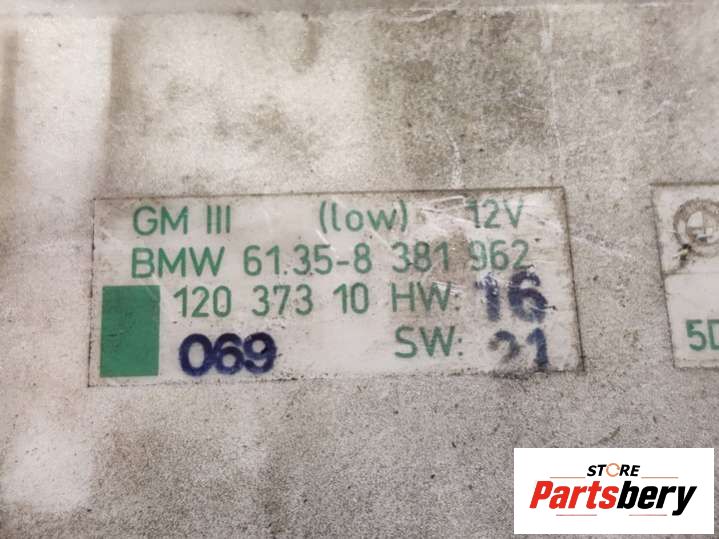 GM III (low) 12V
BMW 61.35-8 381 962
120 373 10 HW: 16
069 SW: 21
5D
STORE
Partsbery